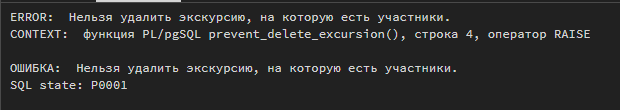 ERROR:  Нельзя удалить экскурсию, на которую есть участники.
CONTEXT:  функция PL/pgSQL prevent_delete_excursion(), строка 4, оператор RAISE
ОШИБКА:  Нельзя удалить экскурсию, на которую есть участники.
SQL state: P0001